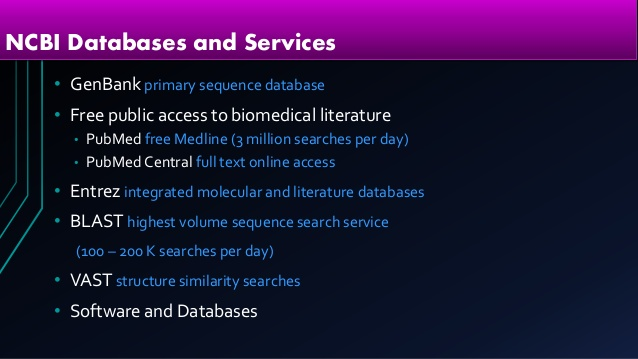 NCBI Databases and Services
• GenBank primary sequence database
• Free public access to biomedical literature
• PubMed free Medline (3 million searches per day)
• PubMed Central full text online access
• Entrez integrated molecular and literature databases
• BLAST highest volume sequence search service
(100 – 200 K searches per day)
• VAST structure similarity searches
• Software and Databases